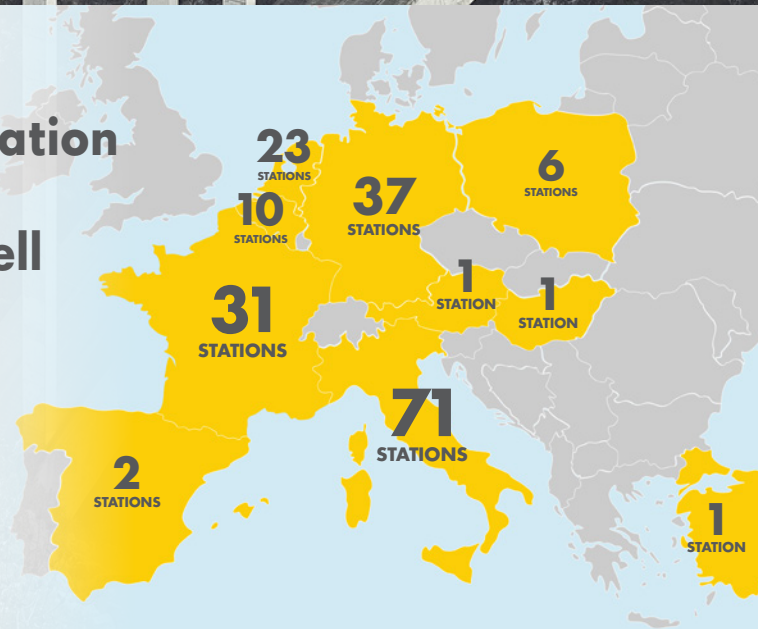 ation
ell
23
STATIONS
10
STATIONS
37
STATIONS
6
STATIONS
31
STATIONS
1
STATION
1
STATION
71
STATIONS
2
STATIONS
1
STATION